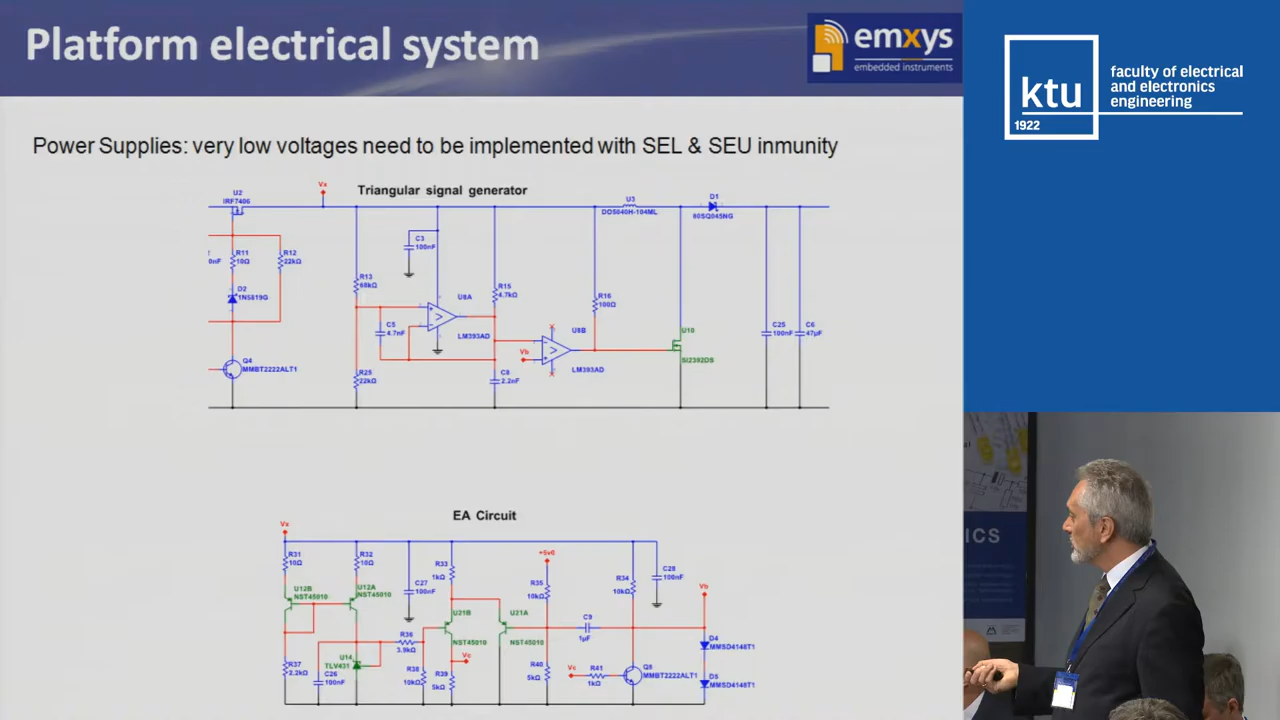 Platform electrical system
emxys
embedded instruments
ktu
1922
faculty of electrical
and electronics
engineering
Power Supplies: very low voltages need to be implemented with SEL & SEU inmunity
Triangular signal generator
U2
IRF7406
Vx
U3
DO5040H-104ML
D1
80SQ045NG
C3
100nF
0nF
R11
10Ω
R12
22kΩ
D2
1N5819G
R13
68kΩ
U8A
R15
4.7kΩ
R16
100Ω
C5
4.7nF
LM393AD
U8B
Vb
LM393AD
U10
SI2392DS
C25
100nF
C6
47µF
Q4
MMBT2222ALT1
R25
22kΩ
C8
2.2nF
EA Circuit
Vx
R31
10Ω
R32
10Ω
U12B
NST45010
U12A
NST45010
C27
100nF
R33
1kΩ
+5v0
R35
10kΩ
R34
10kΩ
C28
100nF
Vb
U21B
NST45010
U21A
NST45010
C9
1µF
R36
3.9kΩ
U14
TLV431
R37
2.2kΩ
C26
100nF
R38
10kΩ
R39
5kΩ
Vc
R40
5kΩ
Vc
R41
1kΩ
Q8
MMBT2222ALT1
D4
MMSD4148T1
D5
MMSD4148T1
ICS